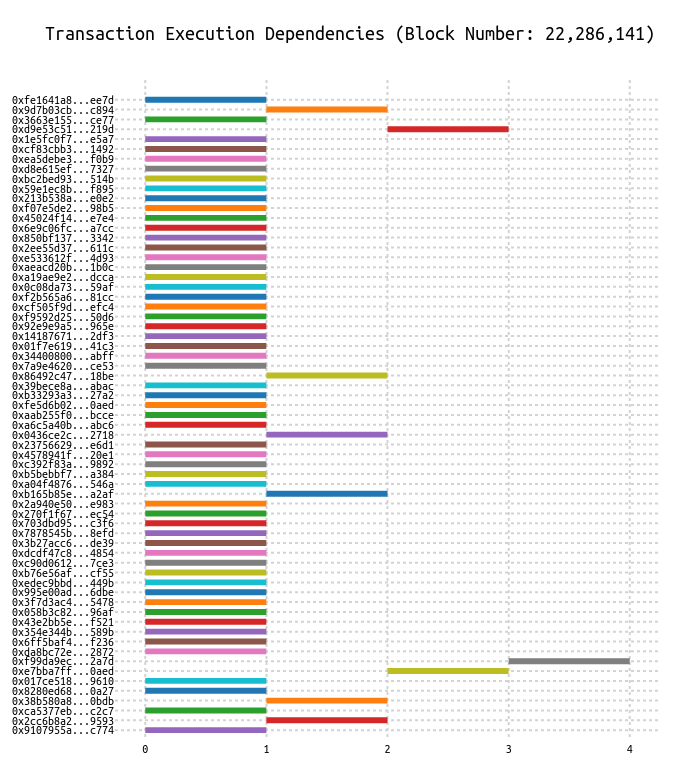 Transaction Execution Dependencies (Block Number: 22,286,141)
0xfe1641a8...ee7d
0x9d7b03cb...c894
0x3663e155...ce77
0xd9e53c51...219d
0x1e5fc0f7...e5a7
0xcf83cbb3...1492
0xea5debe3...f0b9
0xd8e615ef...7327
0xbc2bed93...514b
0x59e1ec8b...f895
0x213b538a...e0e2
0xf07e5de2...98b5
0x45024f14...e7e4
0x6e9c06fc...a7cc
0x850bf137...3342
0x2ee55d37...611c
0xe533612f...4d93
0xaeacd20b...1b0c
0xa19ae9e2...dcca
0x0c08da73...59af
0xf2b565a6...81cc
0xcf505f9d...efc4
0xf9592d25...50d6
0x92e9e9a5...965e
0x14187671...2df3
0x01f7e619...41c3
0x34400800...abff
0x7a9e4620...ce53
0x86492c47...18be
0x39bece8a...abac
0xb33293a3...27a2
0xfe5d6b02...0aed
0xaab255f0...bcce
0xa6c5a40b...abc6
0x0436ce2c...2718
0x23756629...e6d1
0x4578941f...20e1
0xc392f83a...9892
0xb5bebbf7...a384
0xa04f4876...546a
0xb165b85e...a2af
0x2a940e50...e983
0x270f1f67...ec54
0x703dbd95...c3f6
0x7878545b...8efd
0x3b27acc6...de39
0xdcdf47c8...4854
0xc90d0612...7ce3
0xb76e56af...cf55
0xedec9bbd...449b
0x995e00ad...6dbe
0x3f7d3ac4...5478
0x058b3c82...96af
0x43e2bb5e...f521
0x354e344b...589b
0x6ff5baf4...f236
0xda8bc72e...2872
0xf99da9ec...2a7d
0xe7bba7ff...0aed
0x017ce518...9610
0x8280ed68...0a27
0x38b580a8...0bdb
0xca5377eb...c2c7
0x2cc6b8a2...9593
0x9107955a...c774
0 1 2 3 4